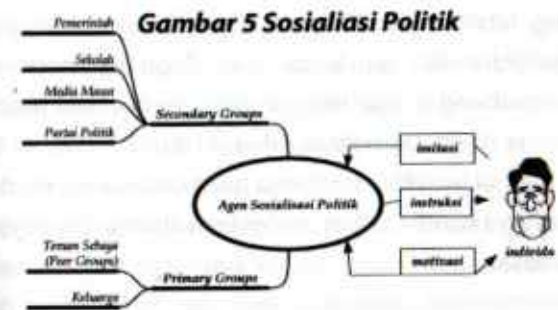 Gambar 5 Sosialiasi Politik
Pemerintah
Sekolah
Media Massa
Partai Politik
Secondary Groups
Agen Sosialisasi Politik
imitasi
instruksi
motivasi
individu
Teman Sebaya
(Peer Groups)
Keluarga
Primary Groups